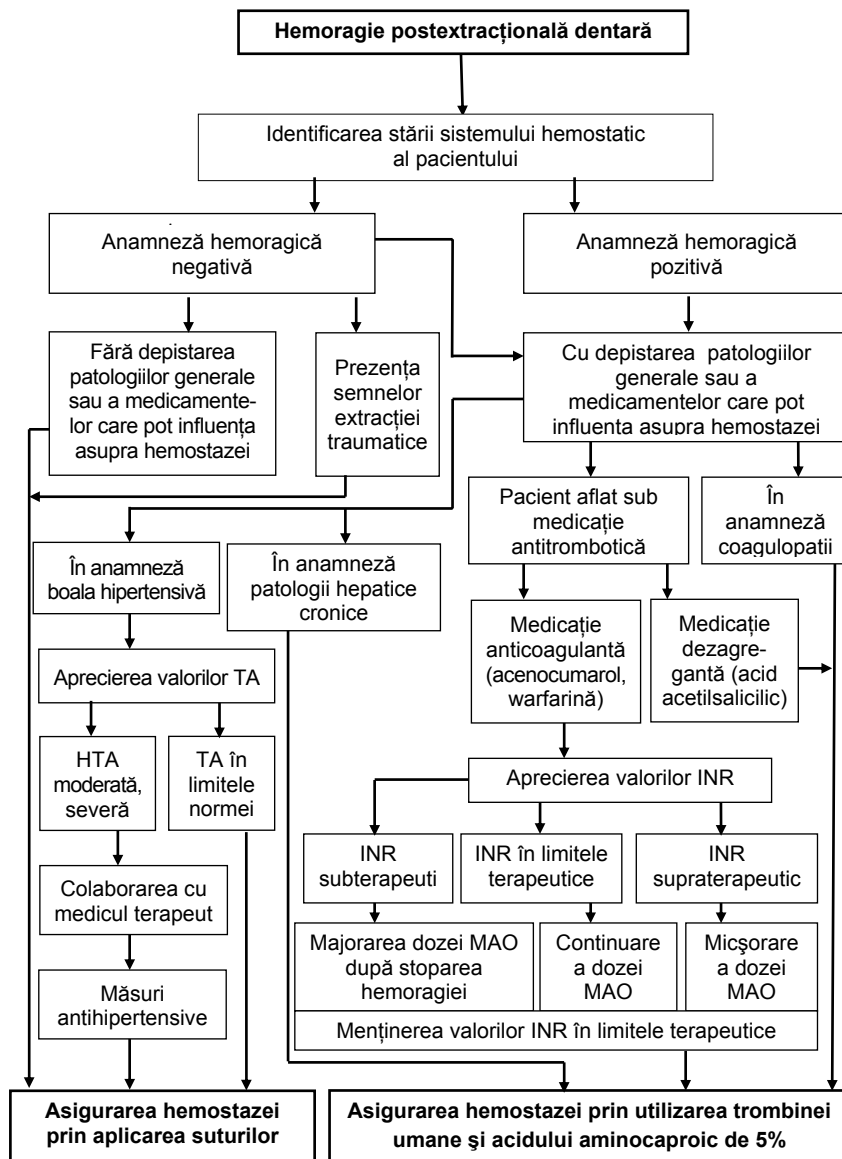 Hemoragie postextracțională dentară
Identificarea stării sistemului hemostatic
al pacientului
Anamneză hemoragică
negativă
Anamneză hemoragică
pozitivă
Fără depistarea
patologiilor generale
sau a medicamente-
lor care pot influența
asupra hemostazei
Prezența
semnelor
extracției
traumatice
Cu depistarea patologiilor
generale sau a
medicamentelor care pot
influența asupra hemostazei
Pacient aflat sub
medicație
antitrombotică
În
anamneză
coagulopatii
În anamneză
boala hipertensivă
În anamneză
patologii hepatice
cronice
Medicație
anticoagulantă
(acenocumarol,
warfarină)
Medicație
dezagre-
gantă (acid
acetilsalicilic)
Aprecierea valorilor TA
HTA
moderată,
severă
TA în
limitele
normei
Aprecierea valorilor INR
INR
subterapeuti
INR în limitele
terapeutice
INR
supraterapeutic
Colaborarea cu
medicul terapeut
Majorarea dozei MAO
după stoparea
hemoragiei
Continuare
a dozei
MAO
Micşorare
a dozei
MAO
Măsuri
antihipertensive
Menținerea valorilor INR în limitele terapeutice
Asigurarea hemostazei
prin aplicarea suturilor
Asigurarea hemostazei prin utilizarea trombinei
umane şi acidului aminocaproic de 5%